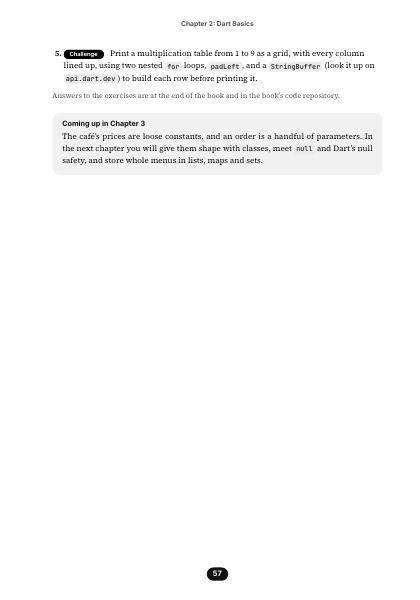 Chapter 2: Dart Basics
5. Challenge Print a multiplication table from 1 to 9 as a grid, with every column
lined up, using two nested for loops, padLeft, and a StringBuffer (look it up on
api.dart.dev) to build each row before printing it.
Answers to the exercises are at the end of the book and in the book's code repository.
Coming up in Chapter 3
The café's prices are loose constants, and an order is a handful of parameters. In
the next chapter you will give them shape with classes, meet null and Dart's null
safety, and store whole menus in lists, maps and sets.
57